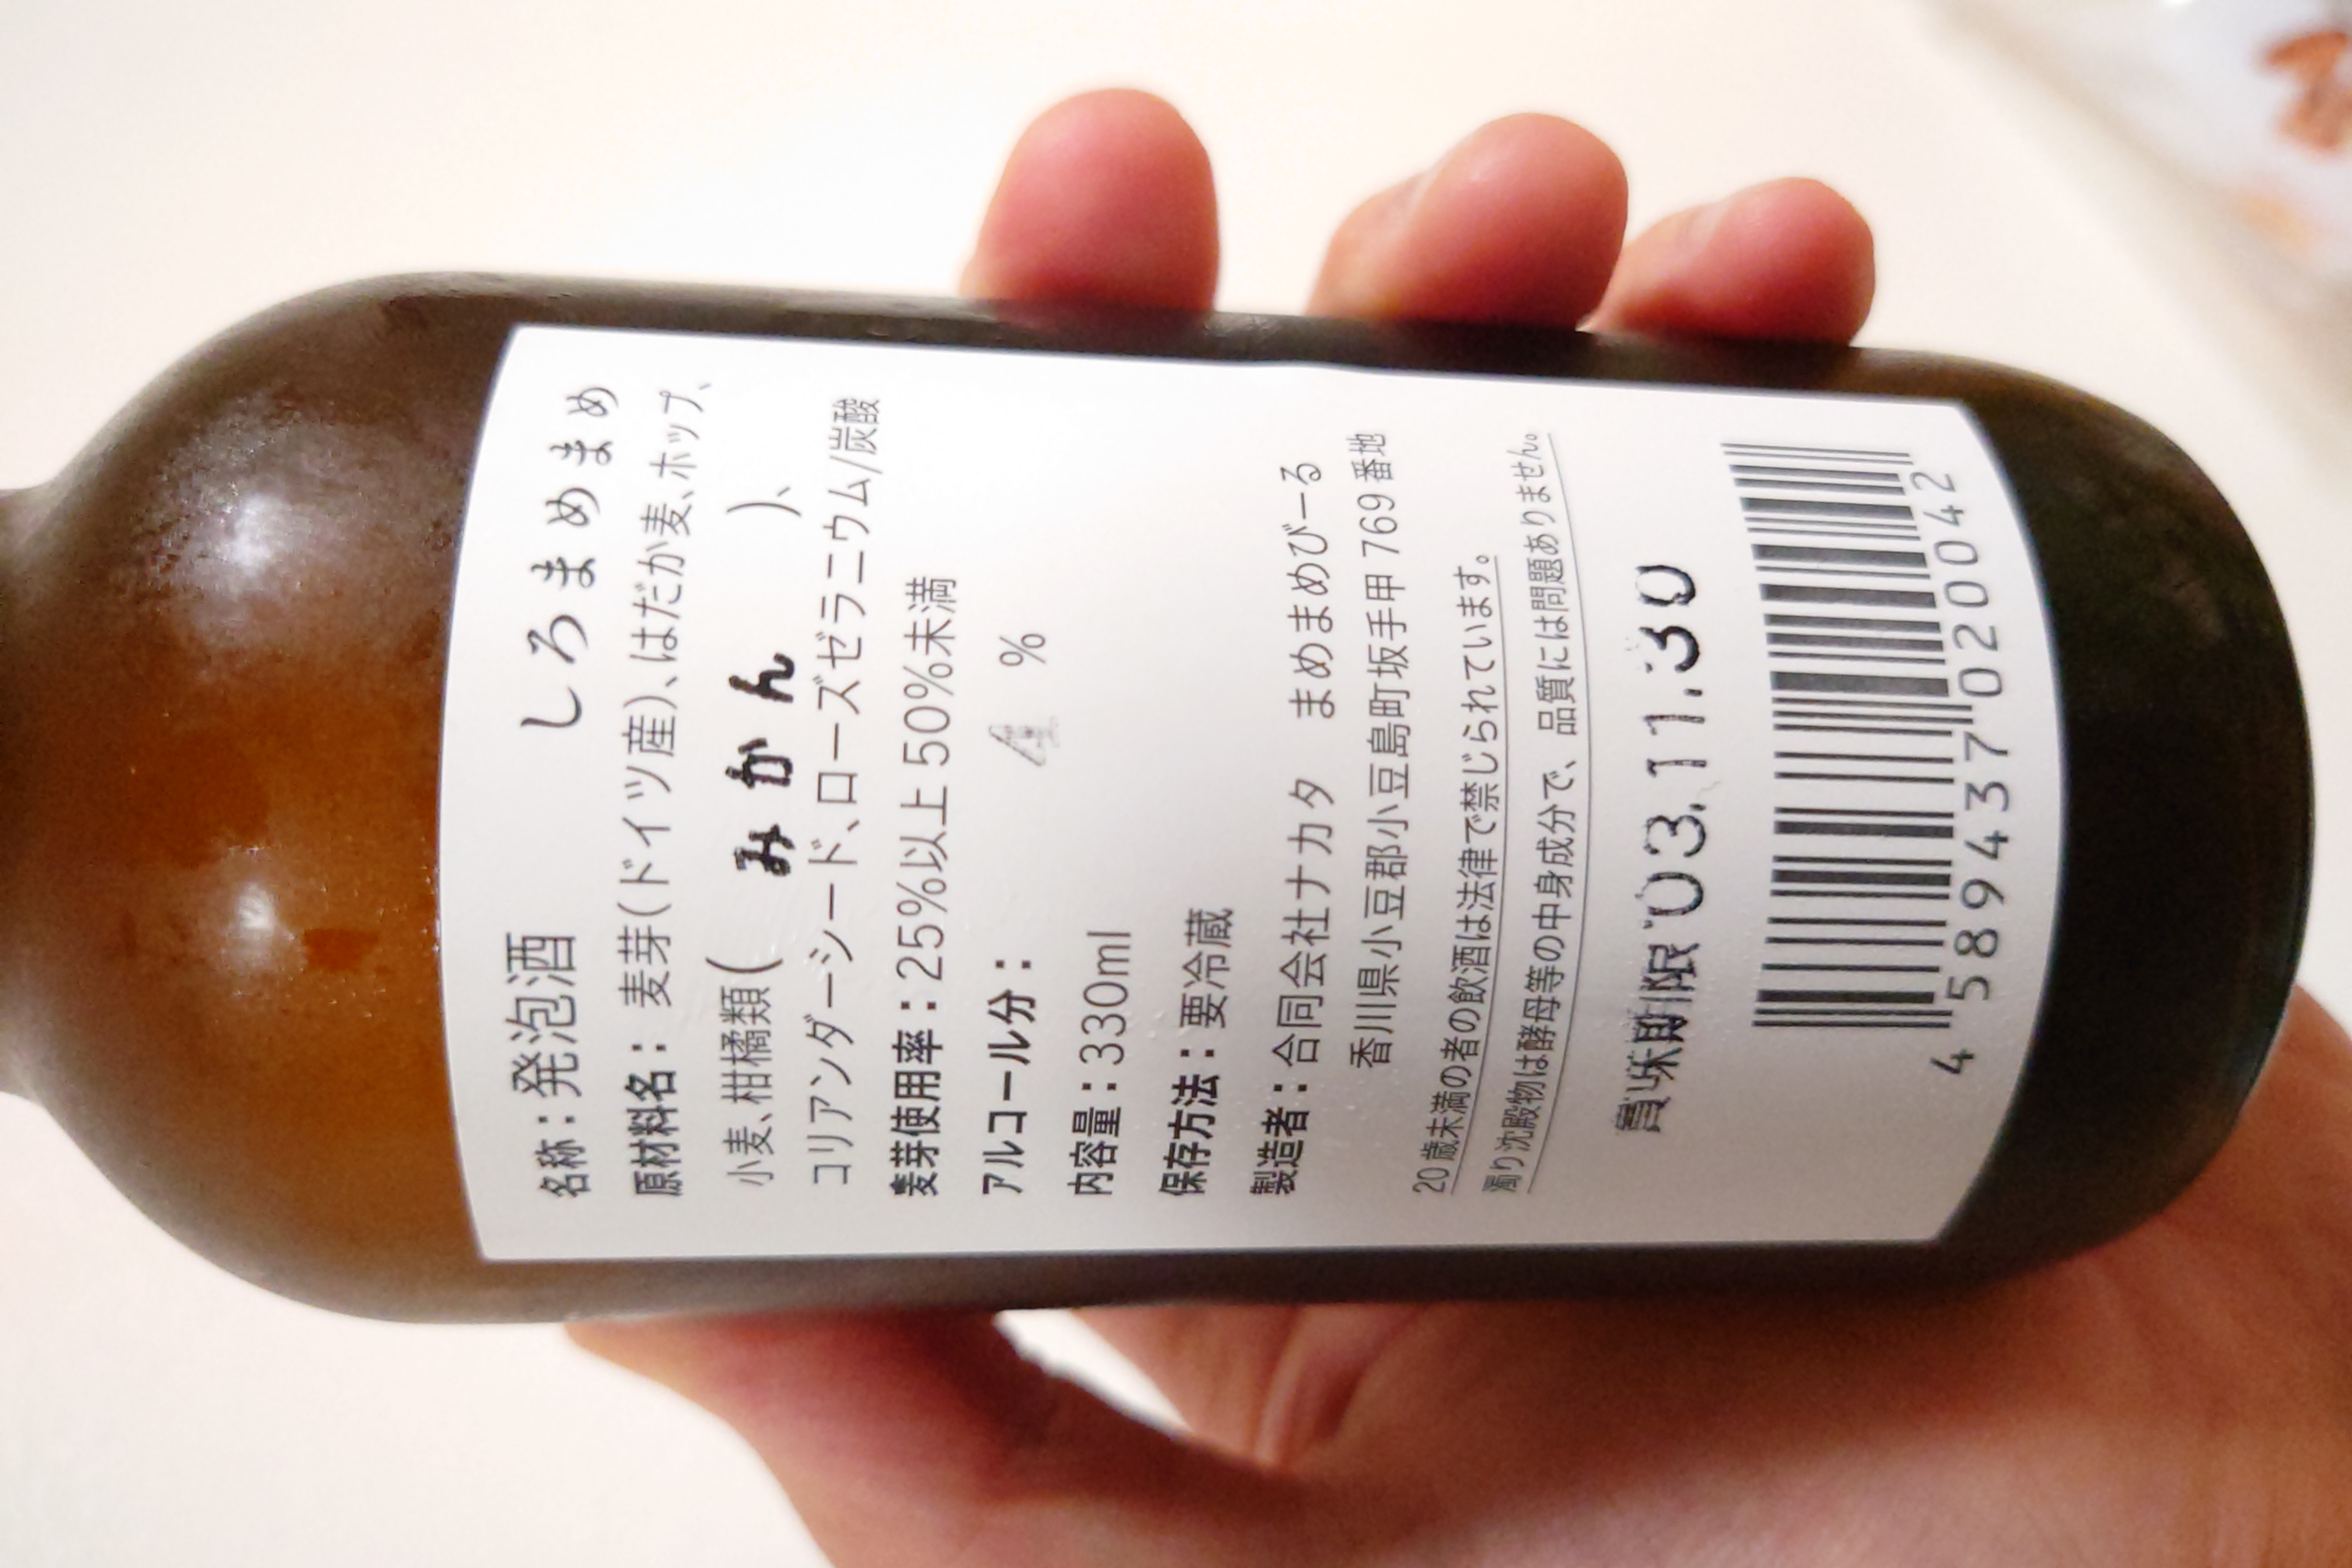 名称：発泡酒 しろまめまめ
原材料名： 麦芽(ドイツ産)、はだか麦、ホップ、
小麦、柑橘類( みかん )、
コリアンダーシード、ローズゼラニウム/炭酸
麦芽使用率：25%以上50%未満
アルコール分： 4 %
内容量：330ml
保存方法：要冷蔵
製造者：合同会社ナカタ まめまめびーる
香川県小豆郡小豆島町坂手甲 769 番地
20 歳未満の者の飲酒は法律で禁じられています。
濁り沈殿物は酵母等の中身成分で、品質には問題ありません。
賞味期限 03.11.30
4 589437 020042